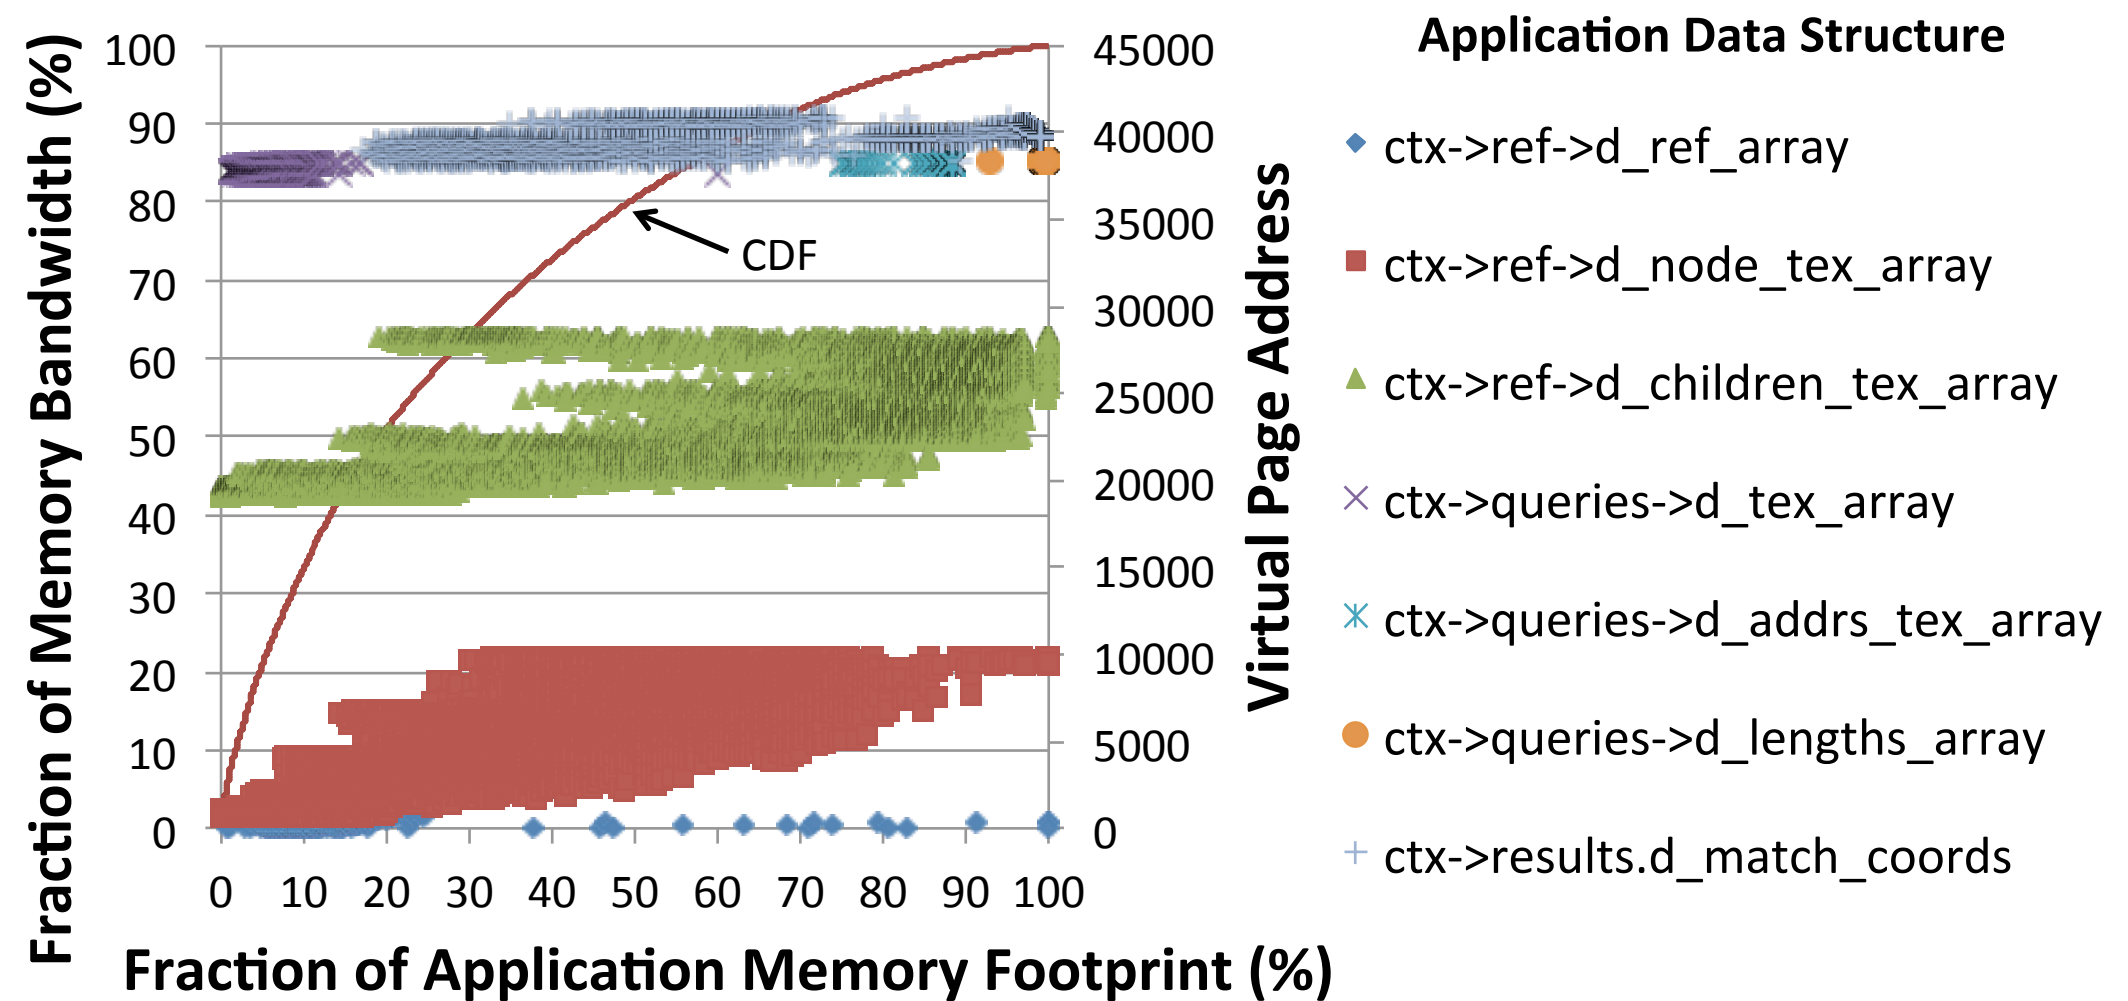 Fraction of Memory Bandwidth (%)
100
90
80
70
60
50
40
30
20
10
0
CDF
0 10 20 30 40 50 60 70 80 90 100
Fraction of Application Memory Footprint (%)
45000
40000
35000
30000
25000
20000
15000
10000
5000
0
Virtual Page Address
Application Data Structure
ctx->ref->d_ref_array
ctx->ref->d_node_tex_array
ctx->ref->d_children_tex_array
ctx->queries->d_tex_array
ctx->queries->d_addrs_tex_array
ctx->queries->d_lengths_array
ctx->results.d_match_coords